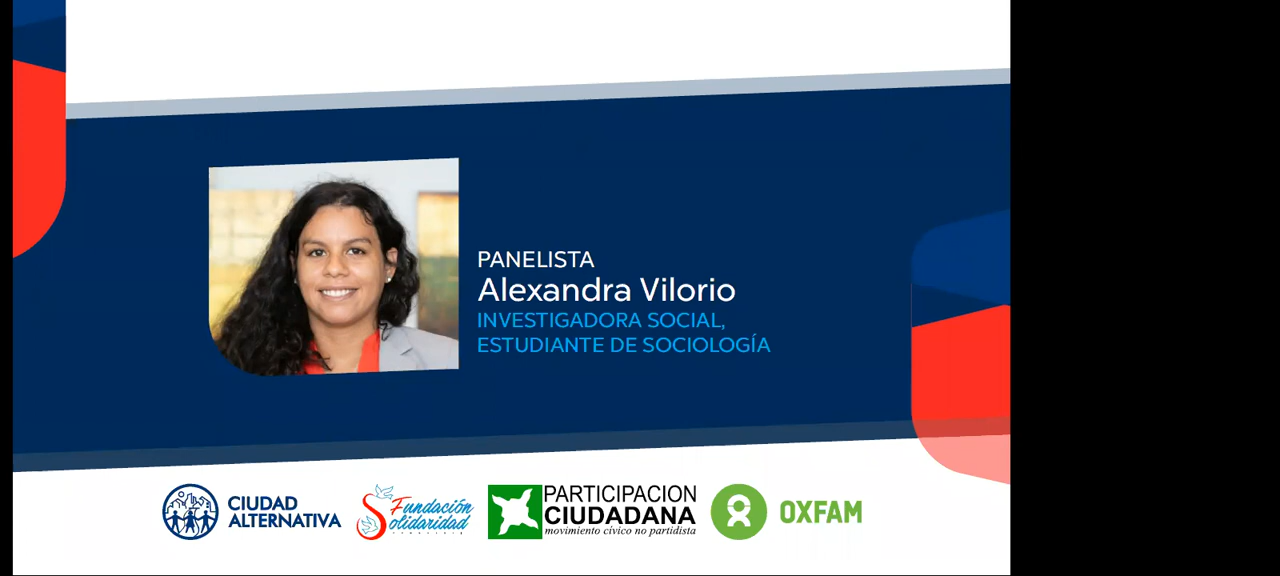 PANELISTA
Alexandra Vilorio
INVESTIGADORA SOCIAL,
ESTUDIANTE DE SOCIOLOGÍA
CIUDAD
ALTERNATIVA
Fundación
Solidaridad
PARTICIPACION
CIUDADANA
movimiento cívico no partidista
OXFAM